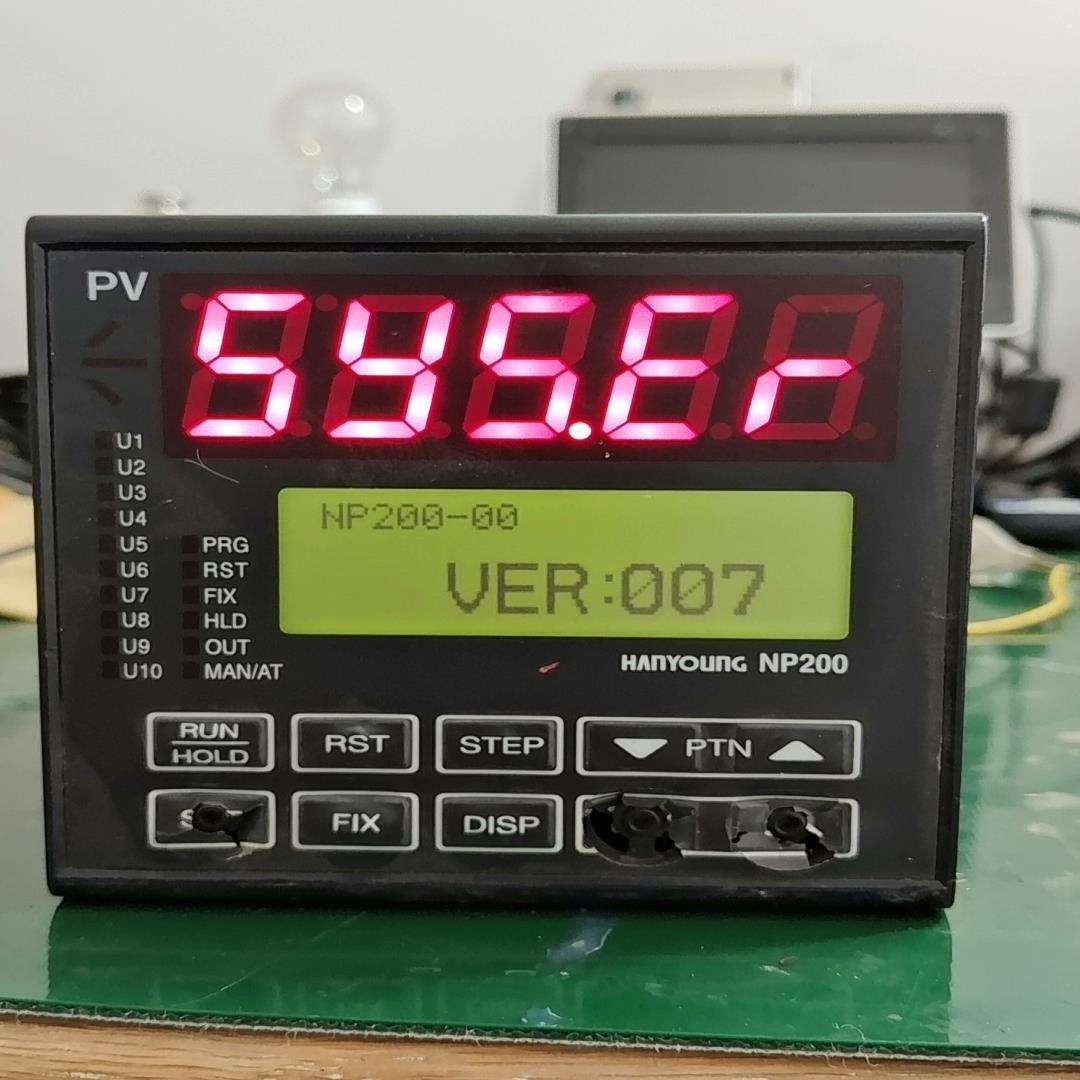 PV
SYS.Er
U1
U2
U3
U4
U5
U6
U7
U8
U9
U10
PRG
RST
FIX
HLD
OUT
MAN/AT
NP200-00
VER:007
HANYOUNG NP200
RUN
HOLD
RST
STEP
PTN
FIX
DISP